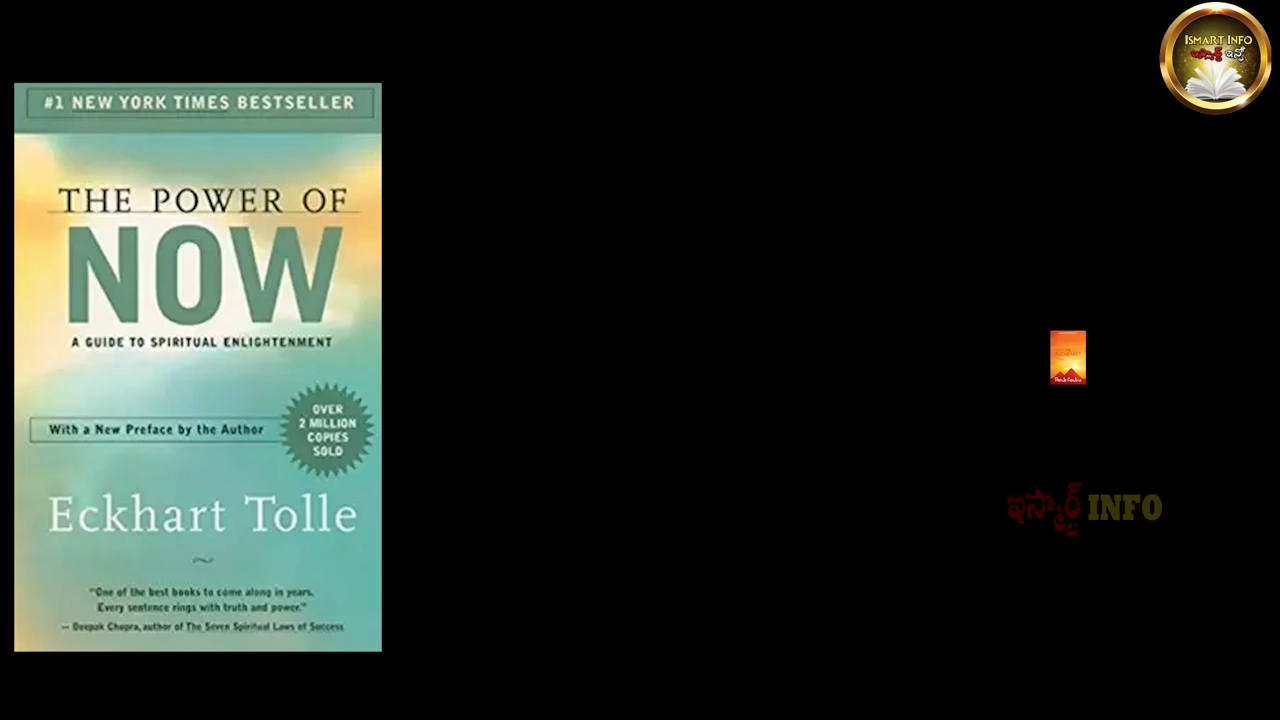 #1 NEW YORK TIMES BESTSELLER
THE POWER OF
NOW
A GUIDE TO SPIRITUAL ENLIGHTENMENT
With a New Preface by the Author
OVER
2 MILLION
COPIES
SOLD
Eckhart Tolle
"One of the best books to come along in years.
Every sentence rings with truth and power."
— Deepak Chopra, author of The Seven Spiritual Laws of Success
ISMART INFO
ఇస్మార్ట్ ఇన్ఫో
ALCHEMIST
ఇస్మార్ట్ INFO